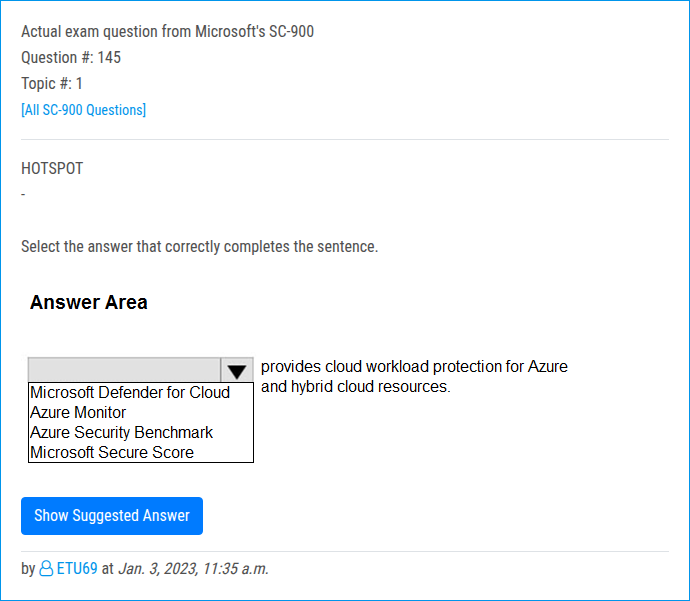 Actual exam question from Microsoft's SC-900
Question #: 145
Topic #: 1
[All SC-900 Questions]
HOTSPOT
-
Select the answer that correctly completes the sentence.
Answer Area
provides cloud workload protection for Azure
and hybrid cloud resources.
Microsoft Defender for Cloud
Azure Monitor
Azure Security Benchmark
Microsoft Secure Score
Show Suggested Answer
by ETU69 at Jan. 3, 2023, 11:35 a.m.